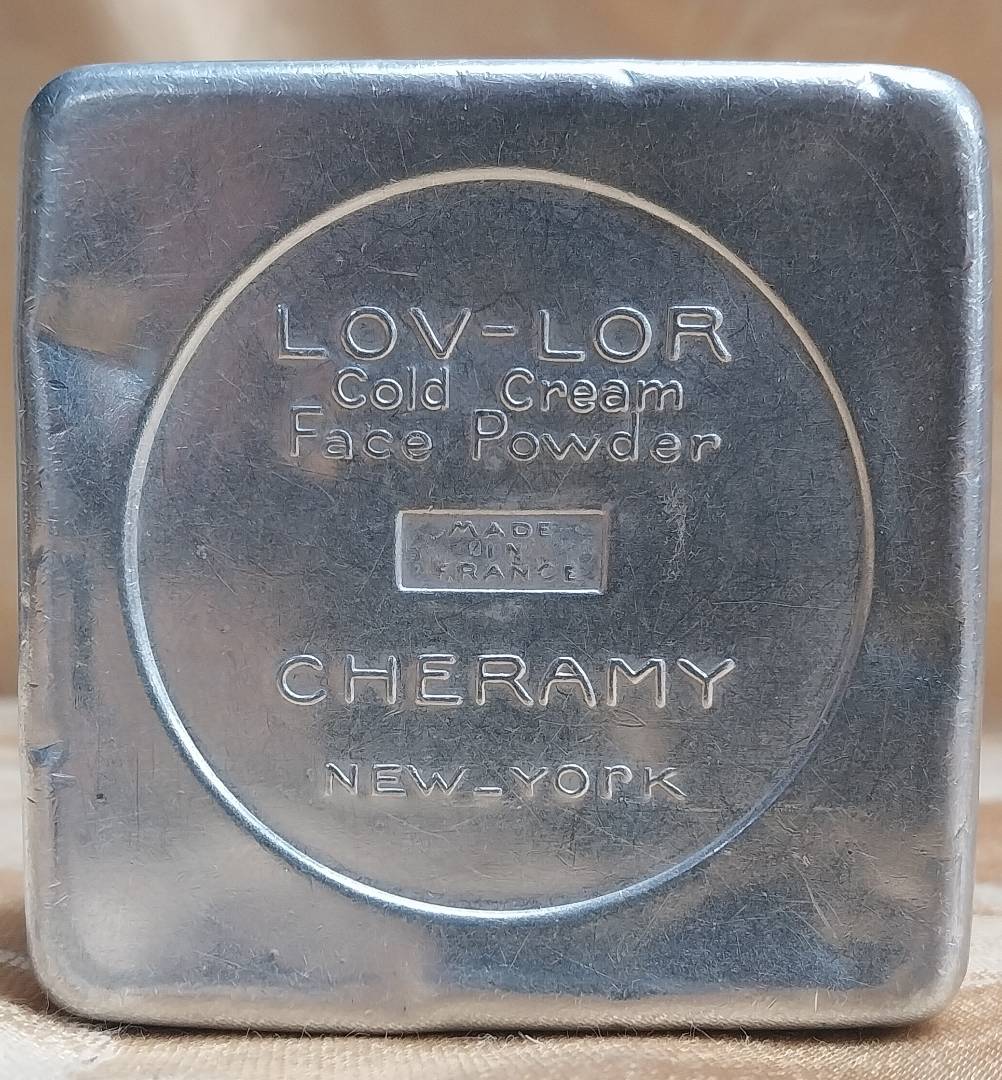 LOV-LOR
Cold Cream
Face Powder
MADE
IN
FRANCE
CHERAMY
NEW_YORK